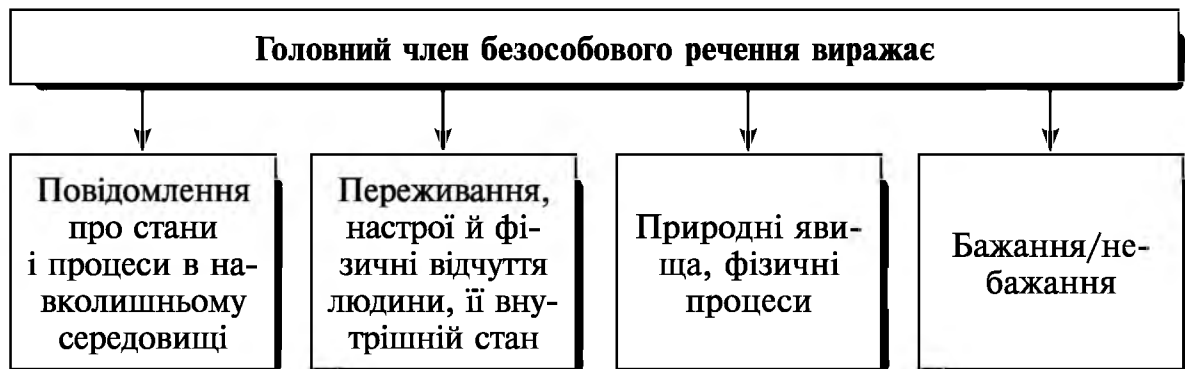 Головний член безособового речення виражає
Повідомлення
про стани
і процеси в на-
вколишньому
середовищі
Переживання,
настрої й фі-
зичні відчуття
людини, її вну-
трішній стан
Природні яви-
ща, фізичні
процеси
Бажання/не-
бажання